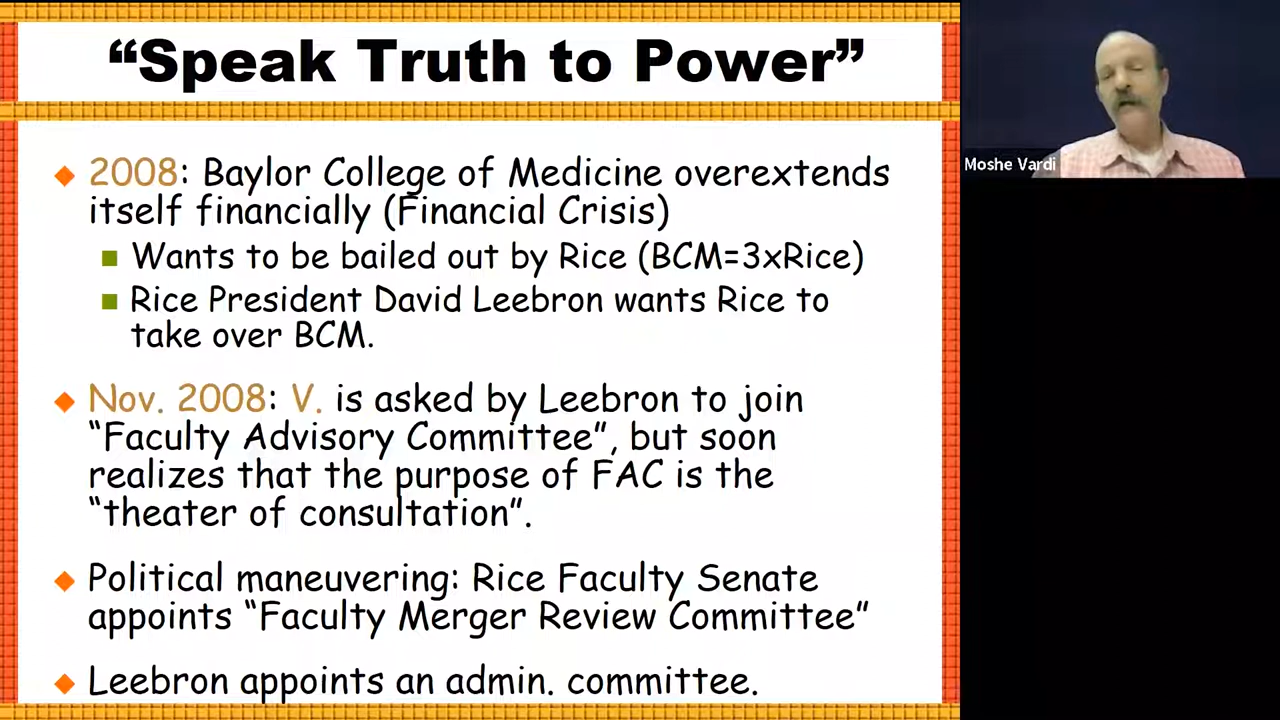 “Speak Truth to Power”
2008: Baylor College of Medicine overextends
itself financially (Financial Crisis)
Wants to be bailed out by Rice (BCM=3xRice)
Rice President David Leebron wants Rice to
take over BCM.
Nov. 2008: V. is asked by Leebron to join
“Faculty Advisory Committee”, but soon
realizes that the purpose of FAC is the
“theater of consultation”.
Political maneuvering: Rice Faculty Senate
appoints “Faculty Merger Review Committee”
Leebron appoints an admin. committee.
Moshe Vardi